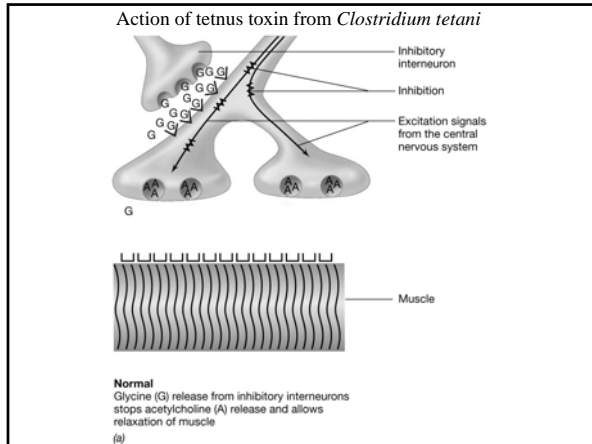 Action of tetnus toxin from Clostridium tetani
Inhibitory
interneuron
Inhibition
Excitation signals
from the central
nervous system
G G G
G G
G G
G G
G G
G
A A A
A A A
A A A
A A A
G
Muscle
Normal
Glycine (G) release from inhibitory interneurons
stops acetylcholine (A) release and allows
relaxation of muscle
(a)